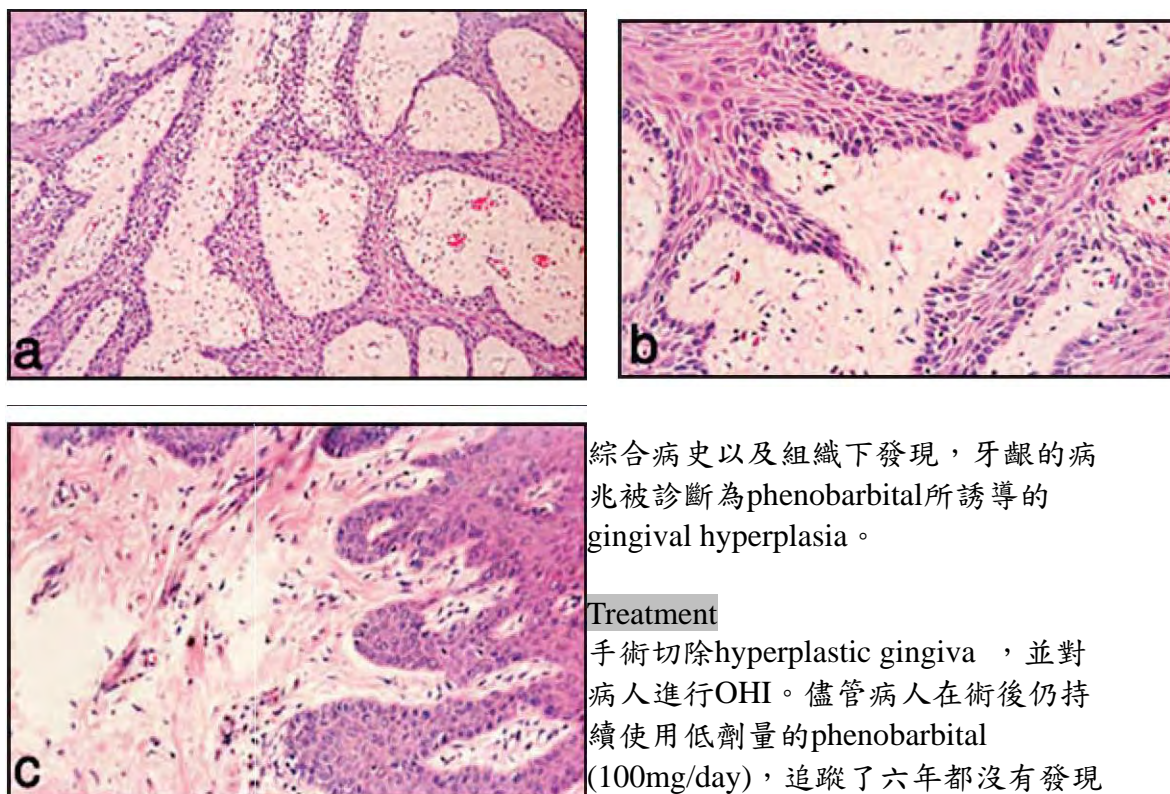 a
b
c
綜合病史以及組織下發現，牙齦的病
兆被診斷為phenobarbital所誘導的
gingival hyperplasia。
Treatment
手術切除hyperplastic gingiva ，並對
病人進行OHI。儘管病人在術後仍持
續使用低劑量的phenobarbital
(100mg/day)，追蹤了六年都沒有發現